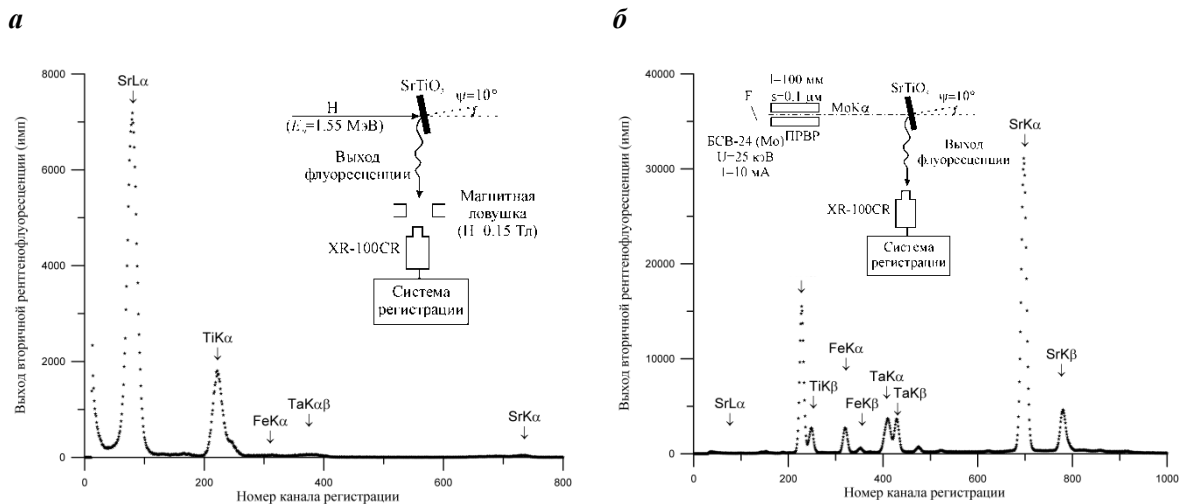 а
8000
6000
4000
2000
0
0
200
400
600
800
Выход вторичной рентгенофлуоресценции (имп)
Номер канала регистрации
SrLα
TiKα
FeKα
TaKαβ
SrKα
SrTiO3
ψ=10°
H
МэВ)
Выход
флуоресценции
Магнитная
ловушка
(H=0.15 Тл)
XR-100CR
Система
регистрации
б
40000
30000
20000
10000
0
0
200
400
600
800
1000
Выход вторичной рентгенофлуоресценции (имп)
Номер канала регистрации
SrLα
TiKβ
FeKα
FeKβ
TaKα
TaKβ
SrKα
SrKβ
l=100 мм
s=0.1 μм
F
MoKα
ПРВР
БСВ-24 (Mo)
U=25 кэВ
I=10 мА
ψ=10°
Выход
флуоресценции
XR-100CR
Система
регистрации